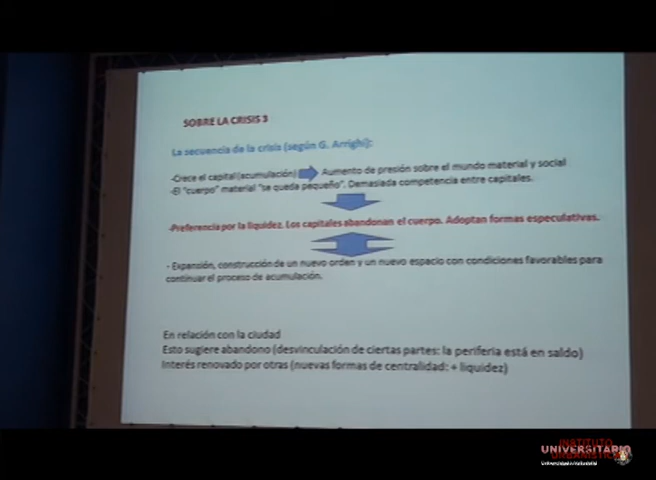 SOBRE LA CRISIS 3
La secuencia de la crisis (según G. Arrighi):
-Crece el capital (acumulación) Aumento de presión sobre el mundo material y social
-El "cuerpo" material "se queda pequeño". Demasiada competencia entre capitales.
-Preferencia por la liquidez. Los capitales abandonan el cuerpo. Adoptan formas especulativas.
- Expansión, construcción de un nuevo orden y un nuevo espacio con condiciones favorables para
continuar el proceso de acumulación.
En relación con la ciudad
Esto sugiere abandono (desvinculación de ciertas partes: la periferia está en saldo)
Interés renovado por otras (nuevas formas de centralidad: + liquidez)
INSTITUTO
UNIVERSITARIO
URBANÍSTICA
UniversidaddeValladolid